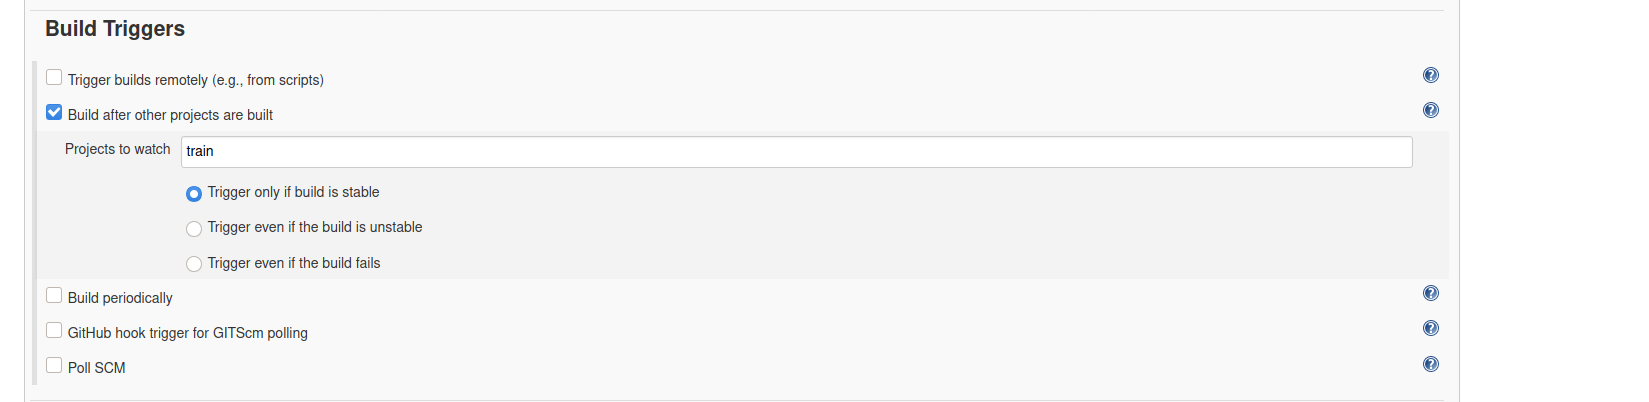 Build Triggers
Trigger builds remotely (e.g., from scripts)
?
Build after other projects are built
?
Projects to watch train
Trigger only if build is stable
Trigger even if the build is unstable
Trigger even if the build fails
Build periodically
?
GitHub hook trigger for GITScm polling
?
Poll SCM
?